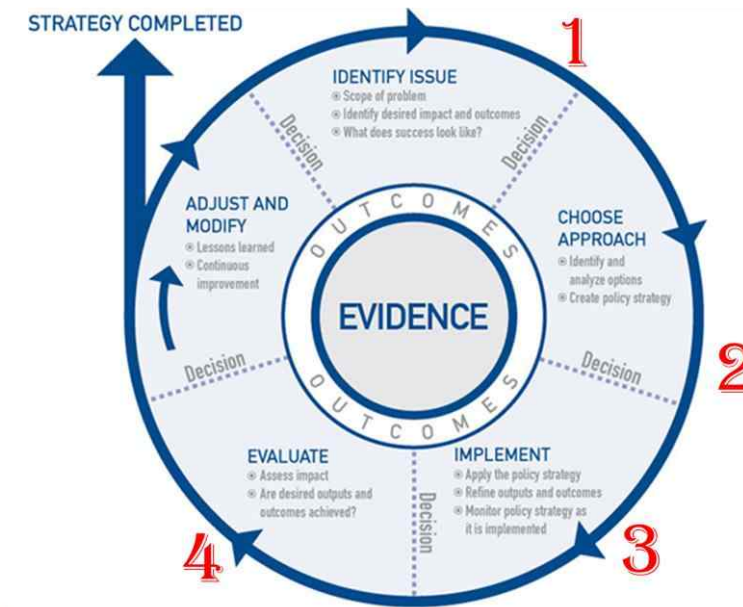 STRATEGY COMPLETED
1
IDENTIFY ISSUE
Scope of problem
Identify desired impact and outcomes
What does success look like?
Decision
Decision
ADJUST AND
MODIFY
Lessons learned
Continuous
improvement
CHOOSE
APPROACH
Identify and
analyze options
Create policy strategy
OUTCOMES
EVIDENCE
OUTCOMES
Decision
Decision
2
EVALUATE
Assess impact
Are desired outputs and
outcomes achieved?
Decision
IMPLEMENT
Apply the policy strategy
Refine outputs and outcomes
Monitor policy strategy as
it is implemented
4
3